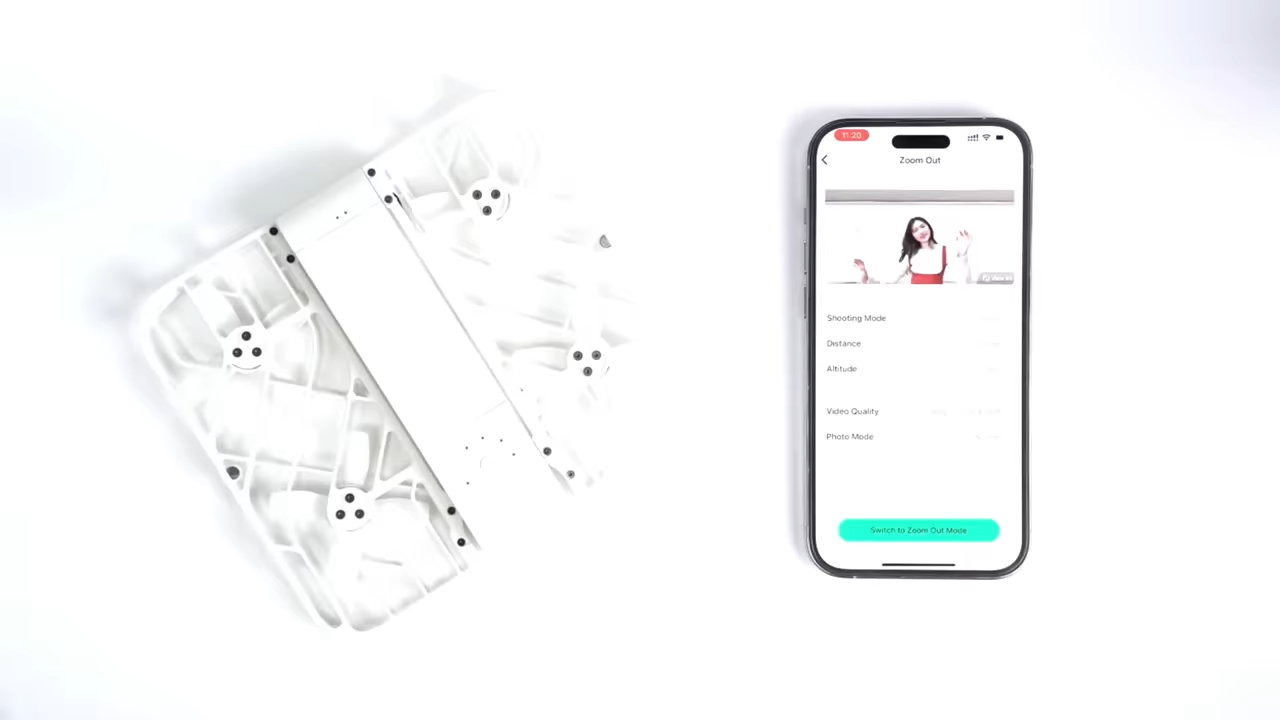 11:20
Zoom Out
Shooting Mode
Distance
Altitude
Video Quality
Photo Mode
Switch to Zoom Out Mode